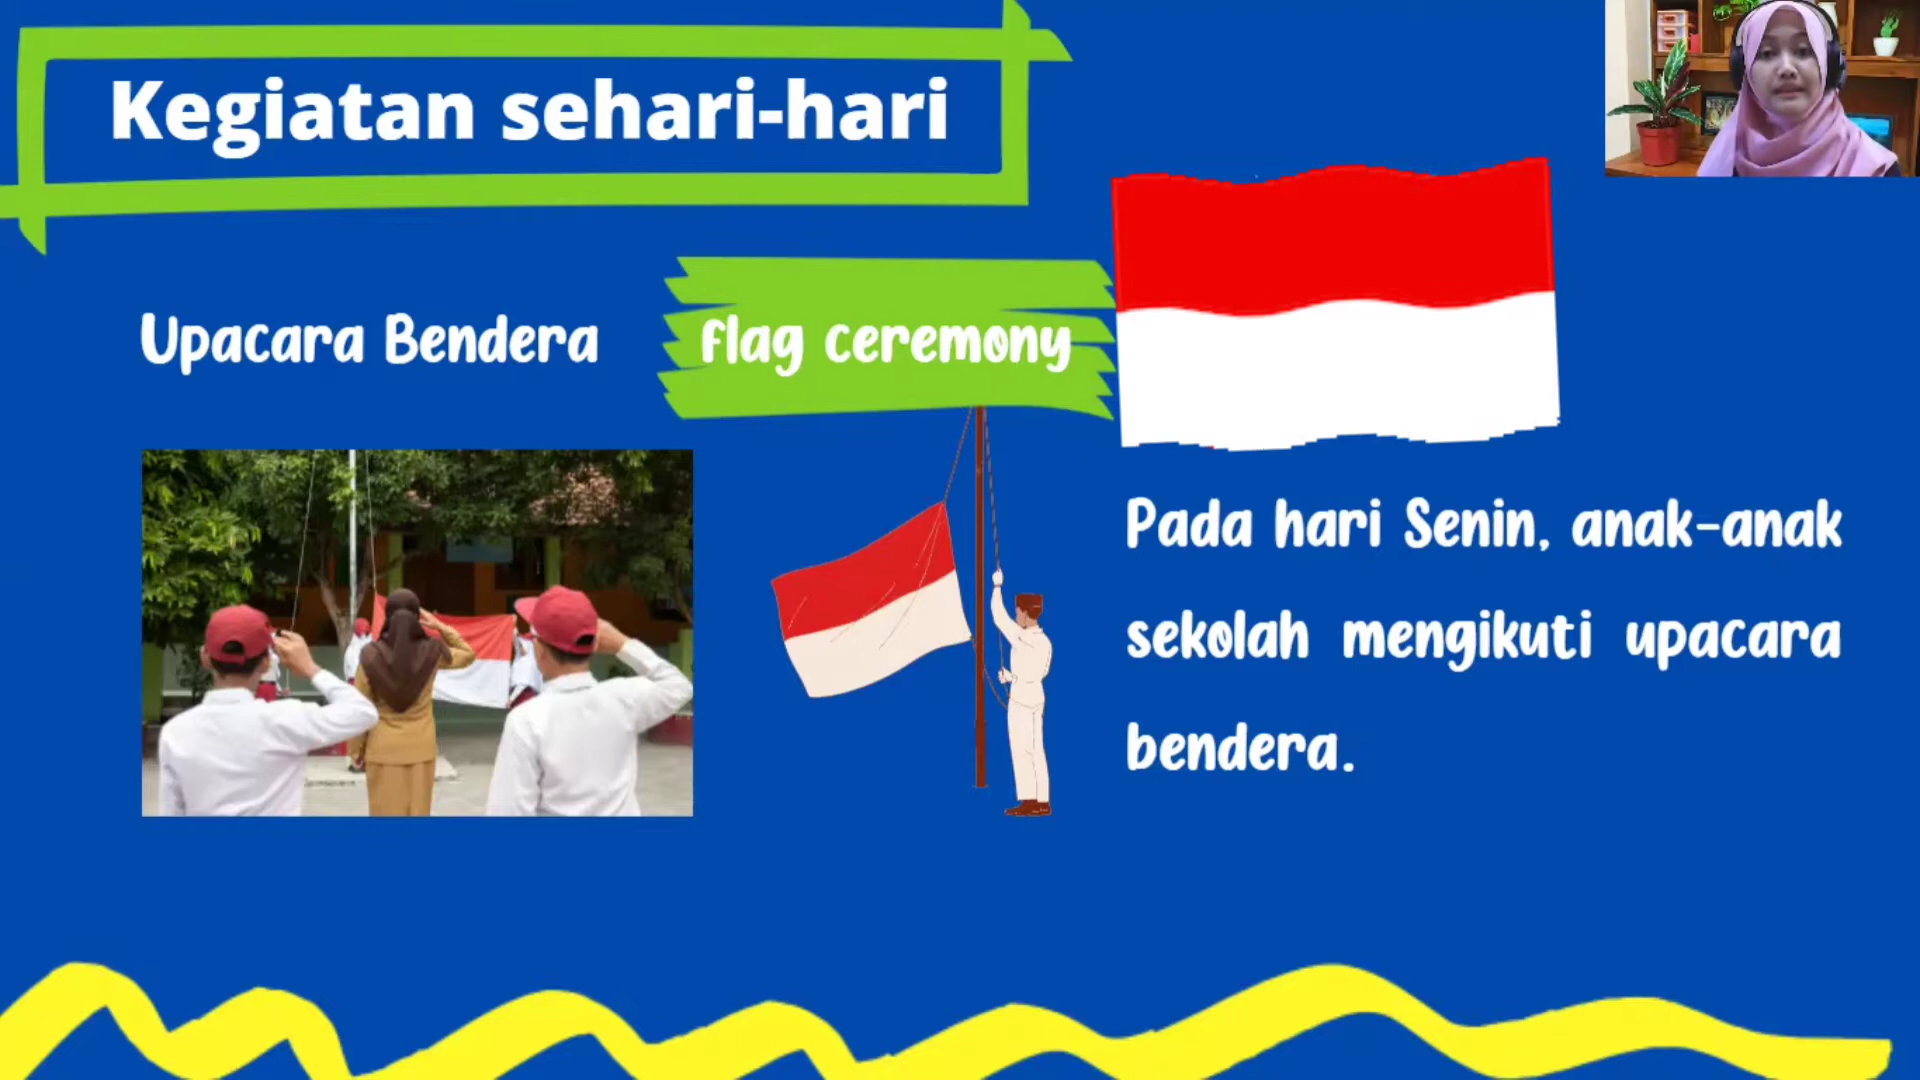 Kegiatan sehari-hari
Upacara Bendera
flag ceremony
Pada hari Senin, anak-anak
sekolah mengikuti upacara
bendera.